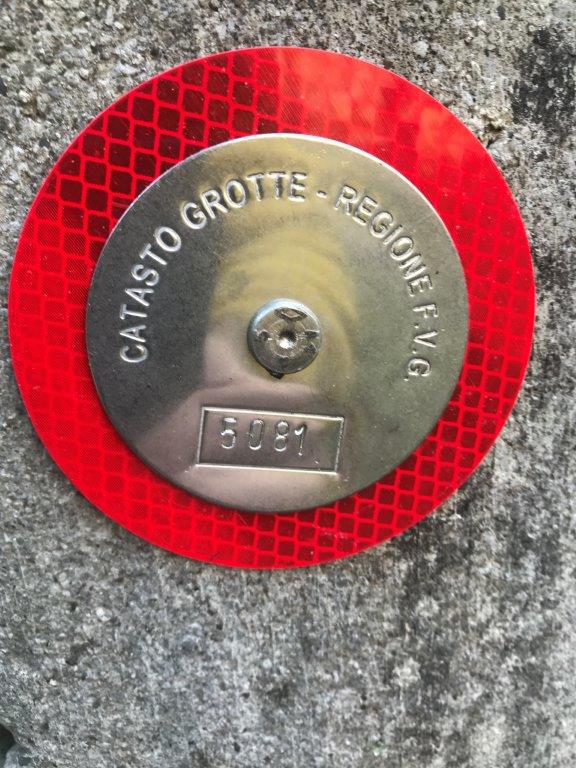 CATASTO GROTTE - REGIONE F.V.G.
5081